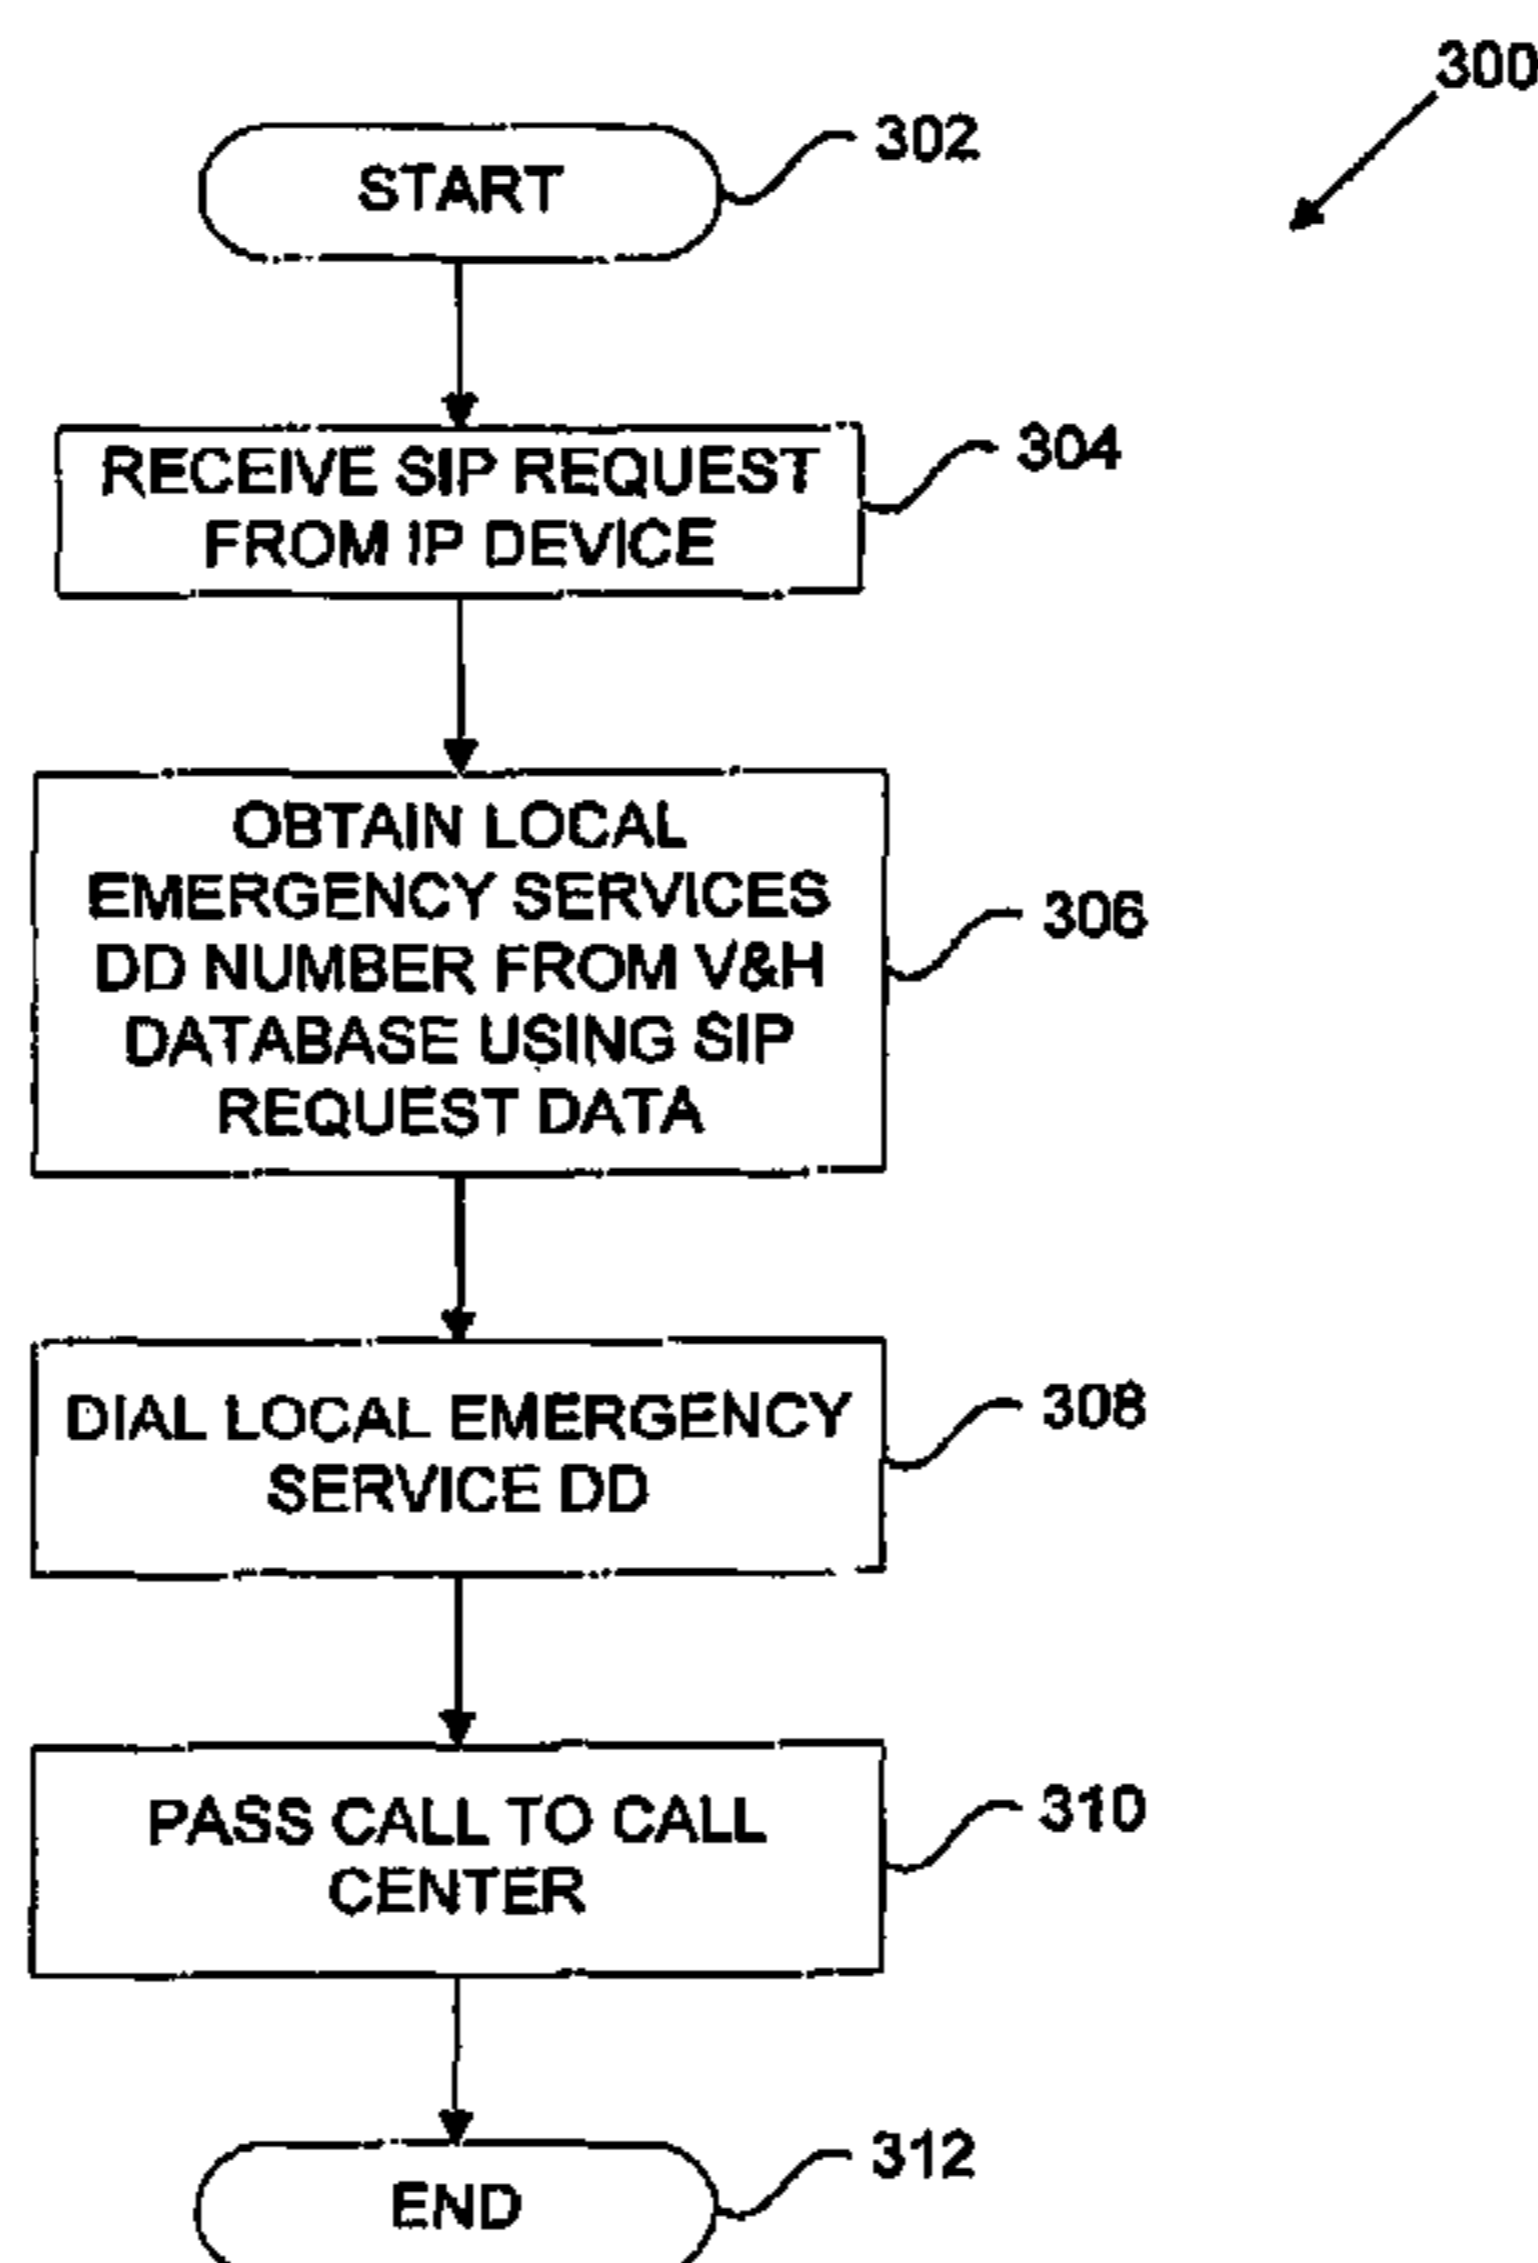 300
START
302
RECEIVE SIP REQUEST
FROM IP DEVICE
304
OBTAIN LOCAL
EMERGENCY SERVICES
DD NUMBER FROM V&H
DATABASE USING SIP
REQUEST DATA
306
DIAL LOCAL EMERGENCY
SERVICE DD
308
PASS CALL TO CALL
CENTER
310
END
312